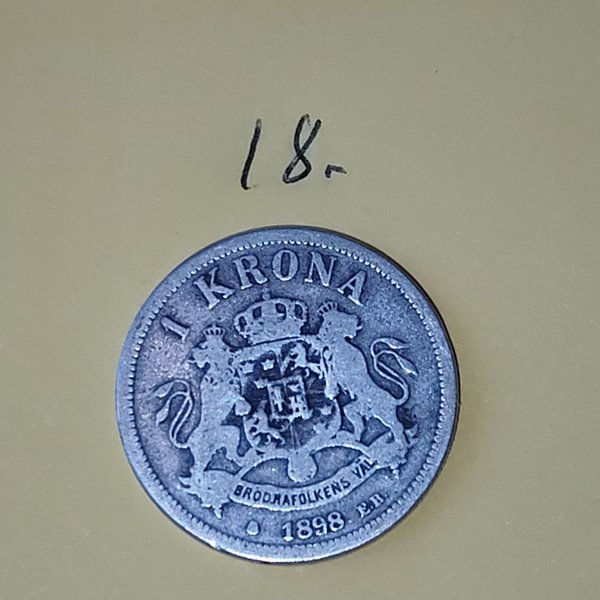 18.-
1 KRONA
BRÖDRAFOLKENS VÄL
1898 E.B.